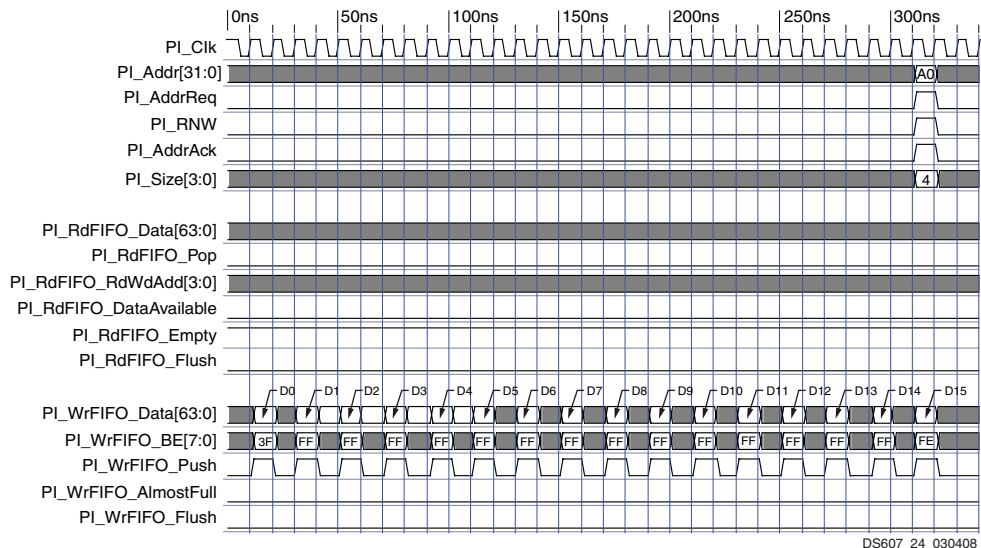 0ns 50ns 100ns 150ns 200ns 250ns 300ns
PI_Clk
PI_Addr[31:0] A0
PI_AddrReq
PI_RNW
PI_AddrAck
PI_Size[3:0] 4
PI_RdFIFO_Data[63:0]
PI_RdFIFO_Pop
PI_RdFIFO_RdWdAdd[3:0]
PI_RdFIFO_DataAvailable
PI_RdFIFO_Empty
PI_RdFIFO_Flush
D0 D1 D2 D3 D4 D5 D6 D7 D8 D9 D10 D11 D12 D13 D14 D15
PI_WrFIFO_Data[63:0]
PI_WrFIFO_BE[7:0] 3F FF FF FF FF FF FF FF FF FF FF FF FF FF FF FE
PI_WrFIFO_Push
PI_WrFIFO_AlmostFull
PI_WrFIFO_Flush
DS607_24_030408